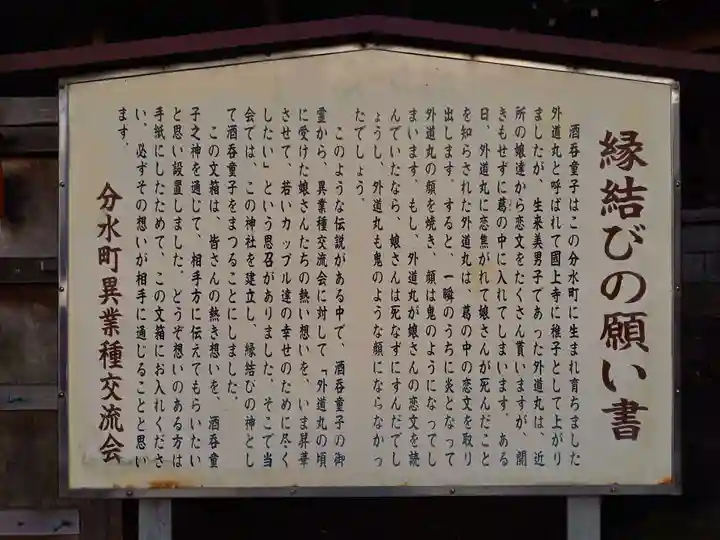 縁結びの願い書
酒呑童子はこの分水町に生まれ育ちました
外道丸と呼ばれて國上寺に稚子として上がり
ましたが、生来美男子であった外道丸は、近
所の娘達から恋文をたくさん貰いますが、開
きもせずに葛の中に入れてしまいます。ある
日、外道丸に恋焦がれて娘さんが死んだこと
を知らされた外道丸は、葛の中の恋文を取り
出します。すると、一瞬のうちに炎となって
外道丸の顔を焼き、顔は鬼のようになってし
まいます。もし、外道丸が娘さんの恋文を読
んでいたなら、娘さんは死なずにすんだでし
ょうし、外道丸も鬼のような顔にならなかっ
たでしょう。
このような伝説がある中で、酒呑童子の御
霊から、異業種交流会に対して「外道丸の頃
に受けた娘さんたちの熱い想いを、いま昇華
させて、若いカップル達の幸せのために尽く
したい」という思召がありました。そこで当
会では、この神社を建立し、縁結びの神とし
て酒呑童子をまつることにしました。
この文箱は、皆さんの熱き想いを、酒呑童
子之神を通じて、相手方に伝えてもらいたい
と思い設置しました。どうぞ想いのある方は
手紙にしたためて、この文箱にお入れくださ
い、必ずその想いが相手に通じることと思い
ます。
分水町異業種交流会